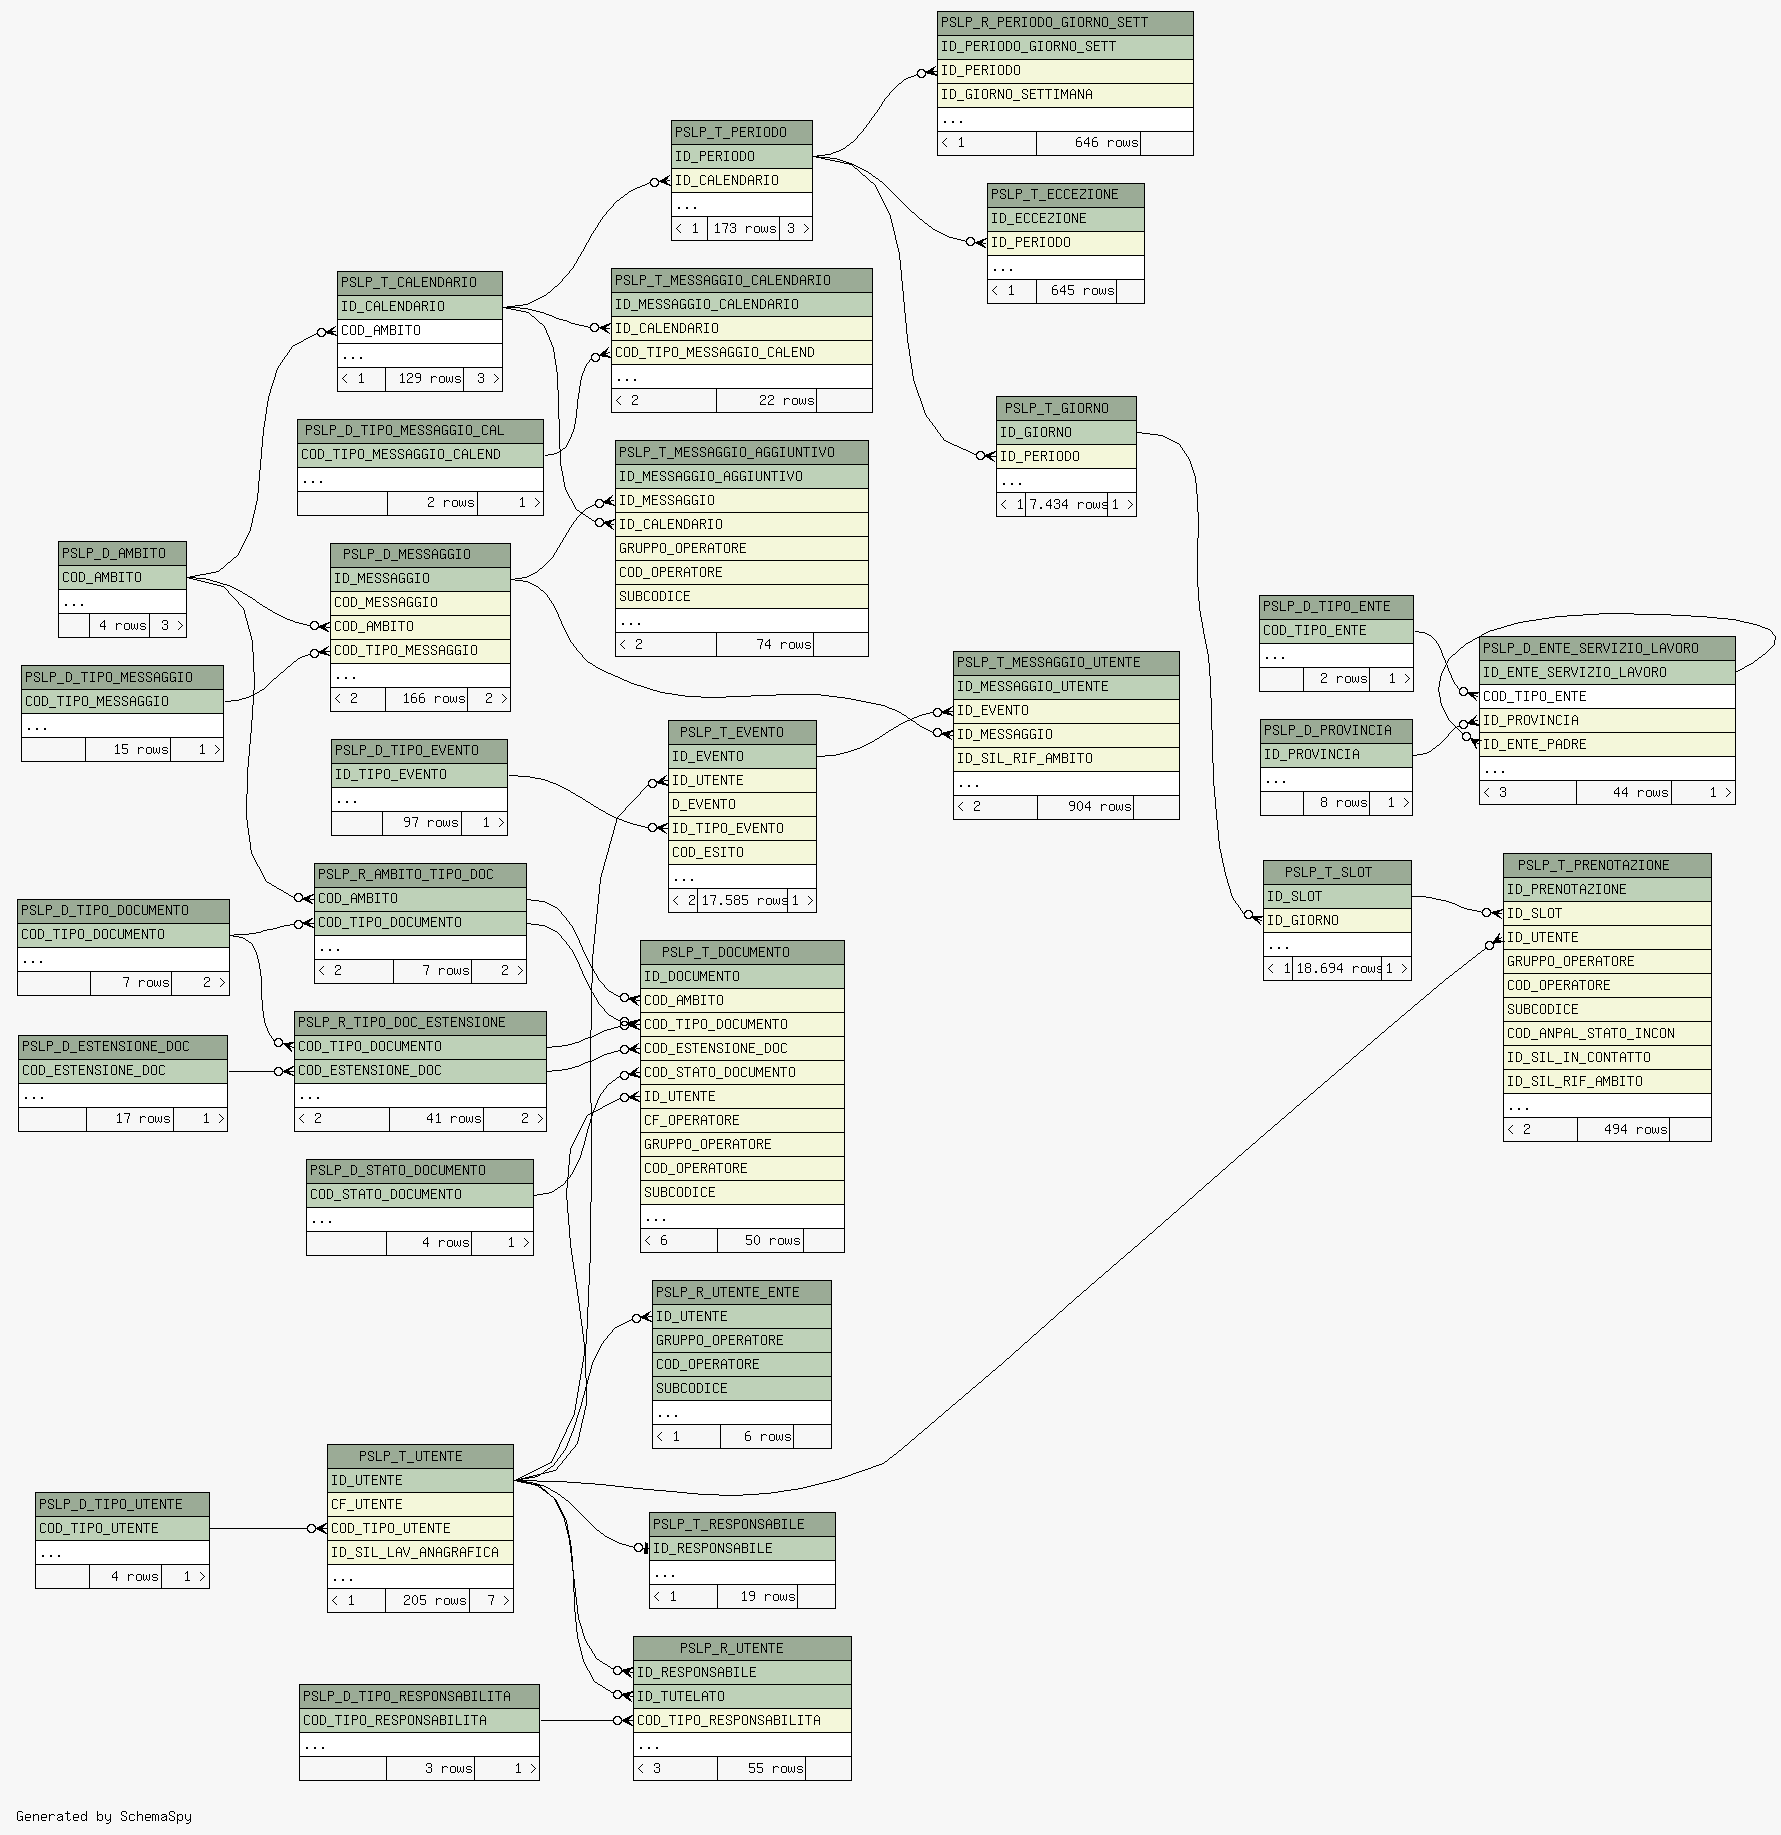 PSLP_R_PERIODO_GIORNO_SETT
ID_PERIODO_GIORNO_SETT
ID_PERIODO
ID_GIORNO_SETTIMANA
...
< 1 646 rows
PSLP_T_PERIODO
ID_PERIODO
ID_CALENDARIO
...
< 1 173 rows 3 >
PSLP_T_ECCEZIONE
ID_ECCEZIONE
ID_PERIODO
...
< 1 645 rows
PSLP_T_CALENDARIO
ID_CALENDARIO
COD_AMBITO
...
< 1 129 rows 3 >
PSLP_T_MESSAGGIO_CALENDARIO
ID_MESSAGGIO_CALENDARIO
ID_CALENDARIO
COD_TIPO_MESSAGGIO_CALEND
...
< 2 22 rows
PSLP_T_GIORNO
ID_GIORNO
ID_PERIODO
...
< 1 7.434 rows 1 >
PSLP_D_TIPO_MESSAGGIO_CAL
COD_TIPO_MESSAGGIO_CALEND
...
2 rows 1 >
PSLP_T_MESSAGGIO_AGGIUNTIVO
ID_MESSAGGIO_AGGIUNTIVO
ID_MESSAGGIO
ID_CALENDARIO
GRUPPO_OPERATORE
COD_OPERATORE
SUBCODICE
...
< 2 74 rows
PSLP_D_AMBITO
COD_AMBITO
...
4 rows 3 >
PSLP_D_MESSAGGIO
ID_MESSAGGIO
COD_MESSAGGIO
COD_AMBITO
COD_TIPO_MESSAGGIO
...
< 2 166 rows 2 >
PSLP_D_TIPO_MESSAGGIO
COD_TIPO_MESSAGGIO
...
15 rows 1 >
PSLP_T_MESSAGGIO_UTENTE
ID_MESSAGGIO_UTENTE
ID_EVENTO
ID_MESSAGGIO
ID_SIL_RIF_AMBITO
...
< 2 904 rows
PSLP_D_TIPO_ENTE
COD_TIPO_ENTE
...
2 rows 1 >
PSLP_D_ENTE_SERVIZIO_LAVORO
ID_ENTE_SERVIZIO_LAVORO
COD_TIPO_ENTE
ID_PROVINCIA
ID_ENTE_PADRE
...
< 3 44 rows 1 >
PSLP_D_PROVINCIA
ID_PROVINCIA
...
8 rows 1 >
PSLP_T_EVENTO
ID_EVENTO
ID_UTENTE
D_EVENTO
ID_TIPO_EVENTO
COD_ESITO
...
< 2 17.585 rows 1 >
PSLP_D_TIPO_EVENTO
ID_TIPO_EVENTO
...
97 rows 1 >
PSLP_R_AMBITO_TIPO_DOC
COD_AMBITO
COD_TIPO_DOCUMENTO
...
< 2 7 rows 2 >
PSLP_T_SLOT
ID_SLOT
ID_GIORNO
...
< 1 18.694 rows 1 >
PSLP_T_PRENOTAZIONE
ID_PRENOTAZIONE
ID_SLOT
ID_UTENTE
GRUPPO_OPERATORE
COD_OPERATORE
SUBCODICE
COD_ANPAL_STATO_INCON
ID_SIL_IN_CONTATTO
ID_SIL_RIF_AMBITO
...
< 2 494 rows
PSLP_D_TIPO_DOCUMENTO
COD_TIPO_DOCUMENTO
...
7 rows 2 >
PSLP_T_DOCUMENTO
ID_DOCUMENTO
COD_AMBITO
COD_TIPO_DOCUMENTO
COD_ESTENSIONE_DOC
COD_STATO_DOCUMENTO
ID_UTENTE
CF_OPERATORE
GRUPPO_OPERATORE
COD_OPERATORE
SUBCODICE
...
< 6 50 rows
PSLP_R_TIPO_DOC_ESTENSIONE
COD_TIPO_DOCUMENTO
COD_ESTENSIONE_DOC
...
< 2 41 rows 2 >
PSLP_D_ESTENSIONE_DOC
COD_ESTENSIONE_DOC
...
17 rows 1 >
PSLP_D_STATO_DOCUMENTO
COD_STATO_DOCUMENTO
...
4 rows 1 >
PSLP_R_UTENTE_ENTE
ID_UTENTE
GRUPPO_OPERATORE
COD_OPERATORE
SUBCODICE
...
< 1 6 rows
PSLP_T_UTENTE
ID_UTENTE
CF_UTENTE
COD_TIPO_UTENTE
ID_SIL_LAV_ANAGRAFICA
...
< 1 205 rows 7 >
PSLP_D_TIPO_UTENTE
COD_TIPO_UTENTE
...
4 rows 1 >
PSLP_T_RESPONSABILE
ID_RESPONSABILE
...
< 1 19 rows
PSLP_R_UTENTE
ID_RESPONSABILE
ID_TUTELATO
COD_TIPO_RESPONSABILITA
...
< 3 55 rows
PSLP_D_TIPO_RESPONSABILITA
COD_TIPO_RESPONSABILITA
...
3 rows 1 >
Generated by SchemaSpy